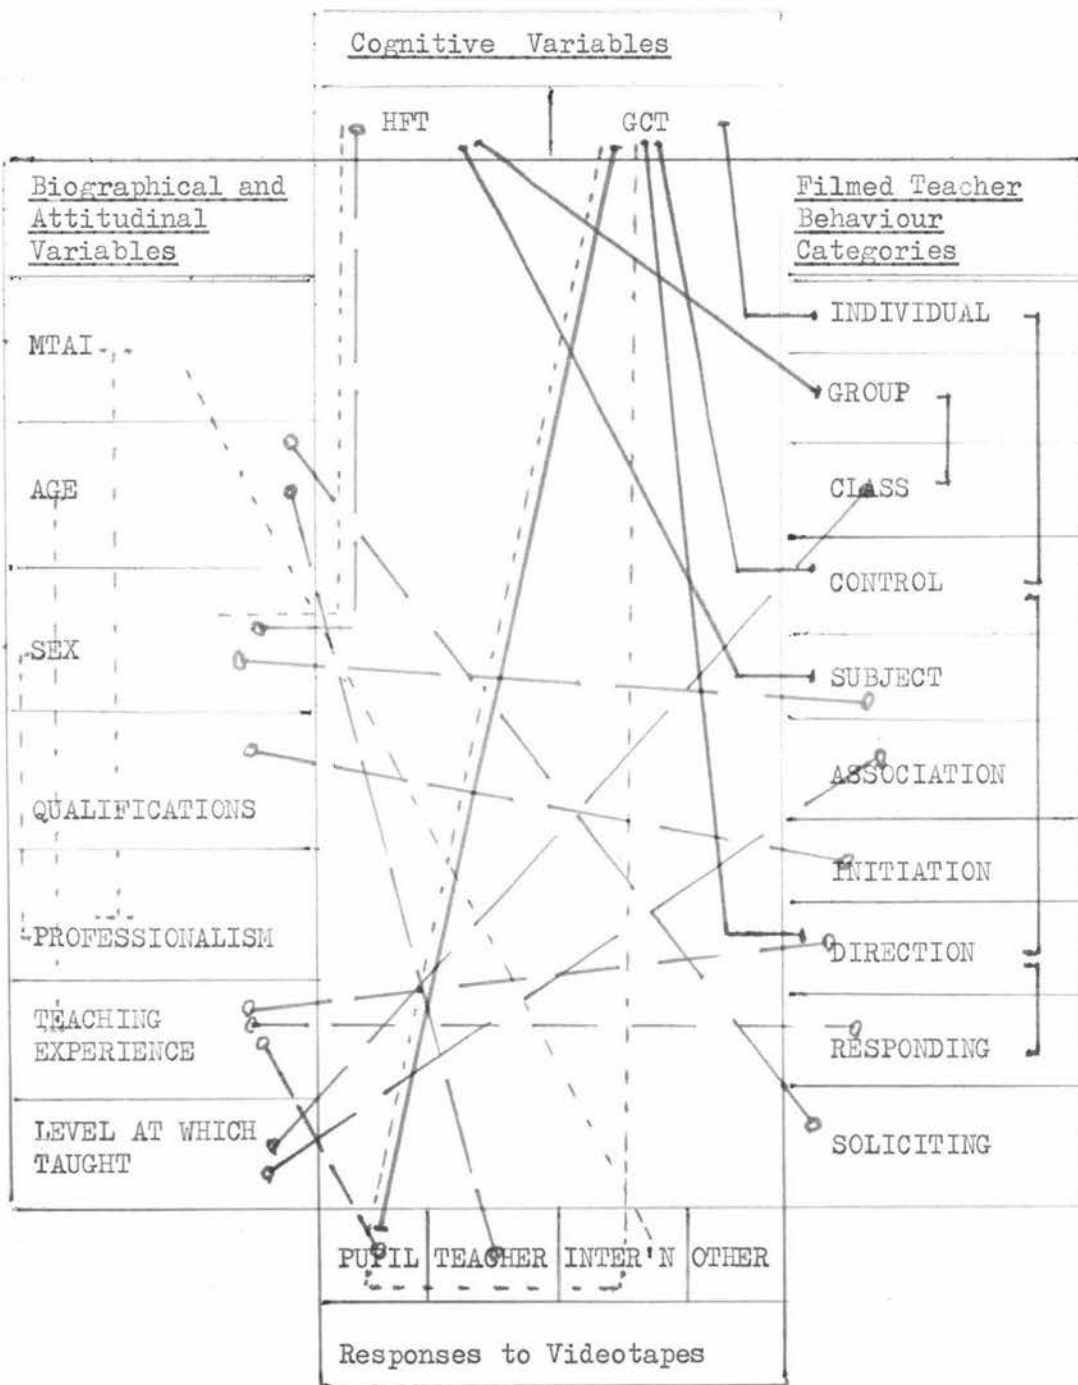 Cognitive Variables
HFT
GCT
Biographical and
Attitudinal
Variables
MTAI
AGE
SEX
QUALIFICATIONS
PROFESSIONALISM
TEACHING
EXPERIENCE
LEVEL AT WHICH
TAUGHT
Filmed Teacher
Behaviour
Categories
INDIVIDUAL
GROUP
CLASS
CONTROL
SUBJECT
ASSOCIATION
INITIATION
DIRECTION
RESPONDING
SOLICITING
PUPIL
TEACHER
INTER'N
OTHER
Responses to Videotapes